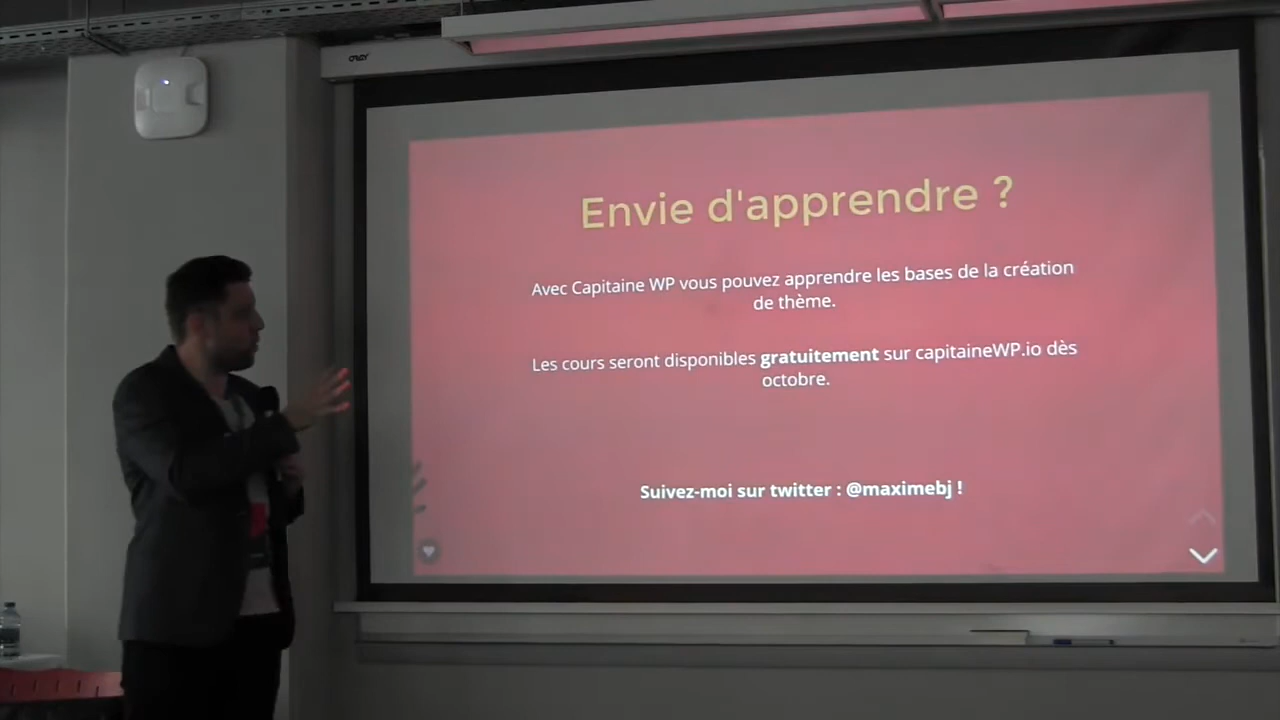 ORAY
Envie d'apprendre ?
Avec Capitaine WP vous pouvez apprendre les bases de la création
de thème.
Les cours seront disponibles gratuitement sur capitaineWP.io dès
octobre.
Suivez-moi sur twitter : @maximebj !